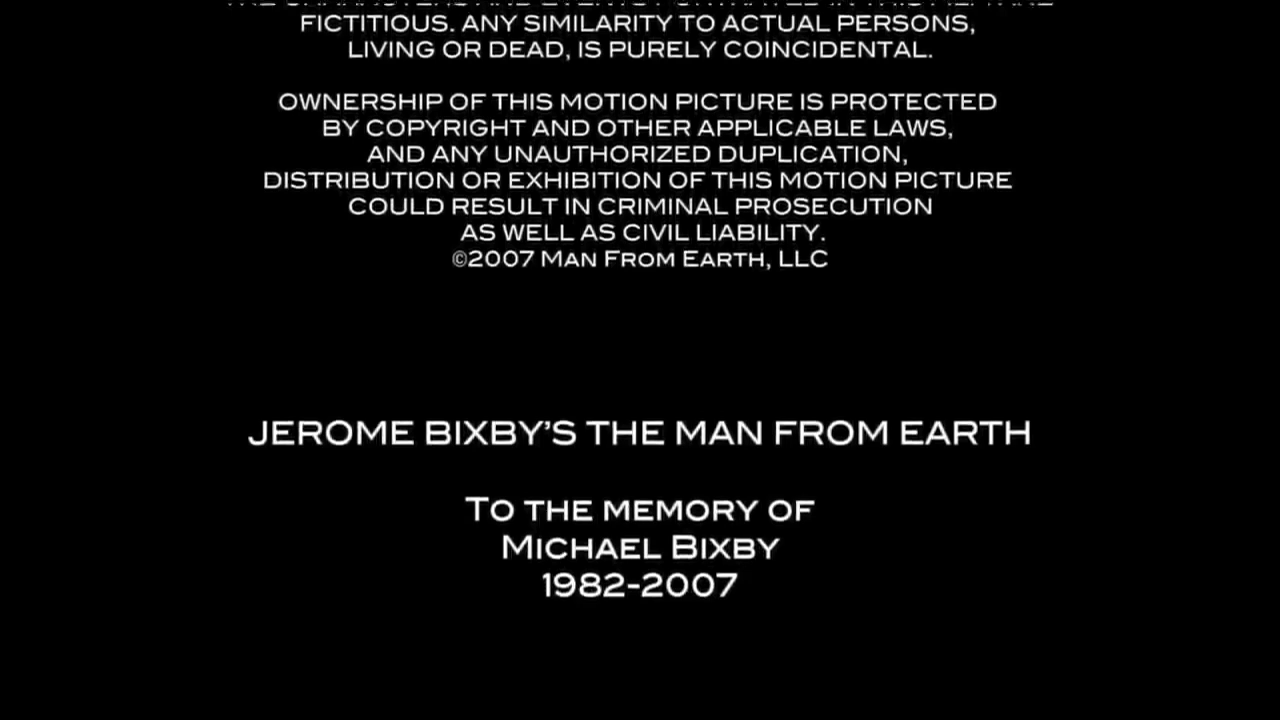 FICTITIOUS. ANY SIMILARITY TO ACTUAL PERSONS,
LIVING OR DEAD, IS PURELY COINCIDENTAL.
OWNERSHIP OF THIS MOTION PICTURE IS PROTECTED
BY COPYRIGHT AND OTHER APPLICABLE LAWS,
AND ANY UNAUTHORIZED DUPLICATION,
DISTRIBUTION OR EXHIBITION OF THIS MOTION PICTURE
COULD RESULT IN CRIMINAL PROSECUTION
AS WELL AS CIVIL LIABILITY.
©2007 MAN FROM EARTH, LLC
JEROME BIXBY'S THE MAN FROM EARTH
TO THE MEMORY OF
MICHAEL BIXBY
1982-2007